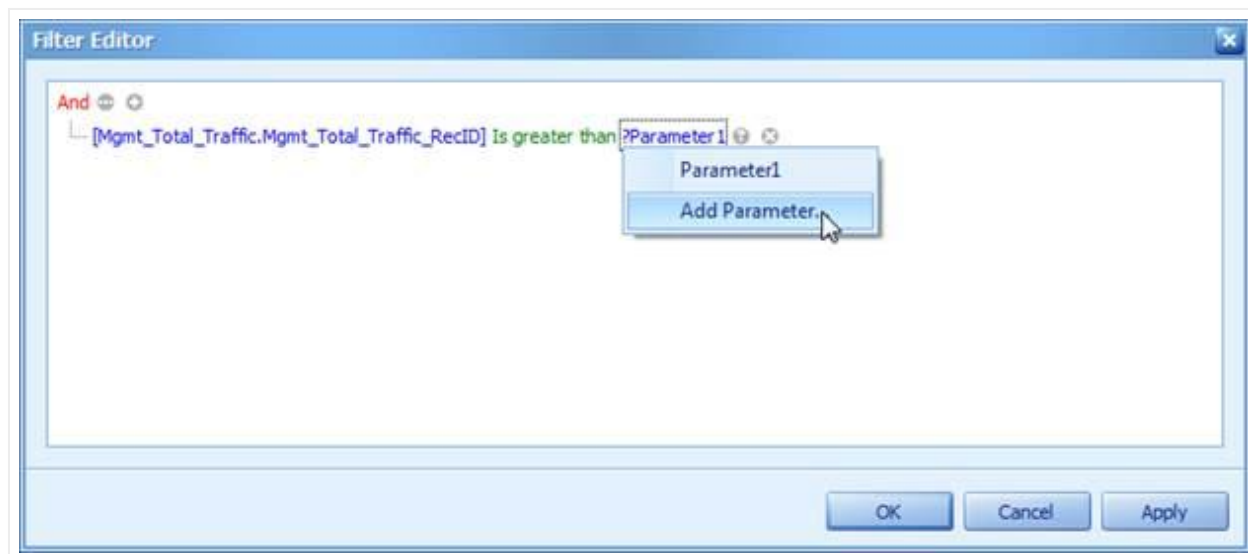 Filter Editor
And
[Mgmt_Total_Traffic.Mgmt_Total_Traffic_RecID] Is greater than ?Parameter1
Parameter1
Add Parameter..
OK Cancel Apply